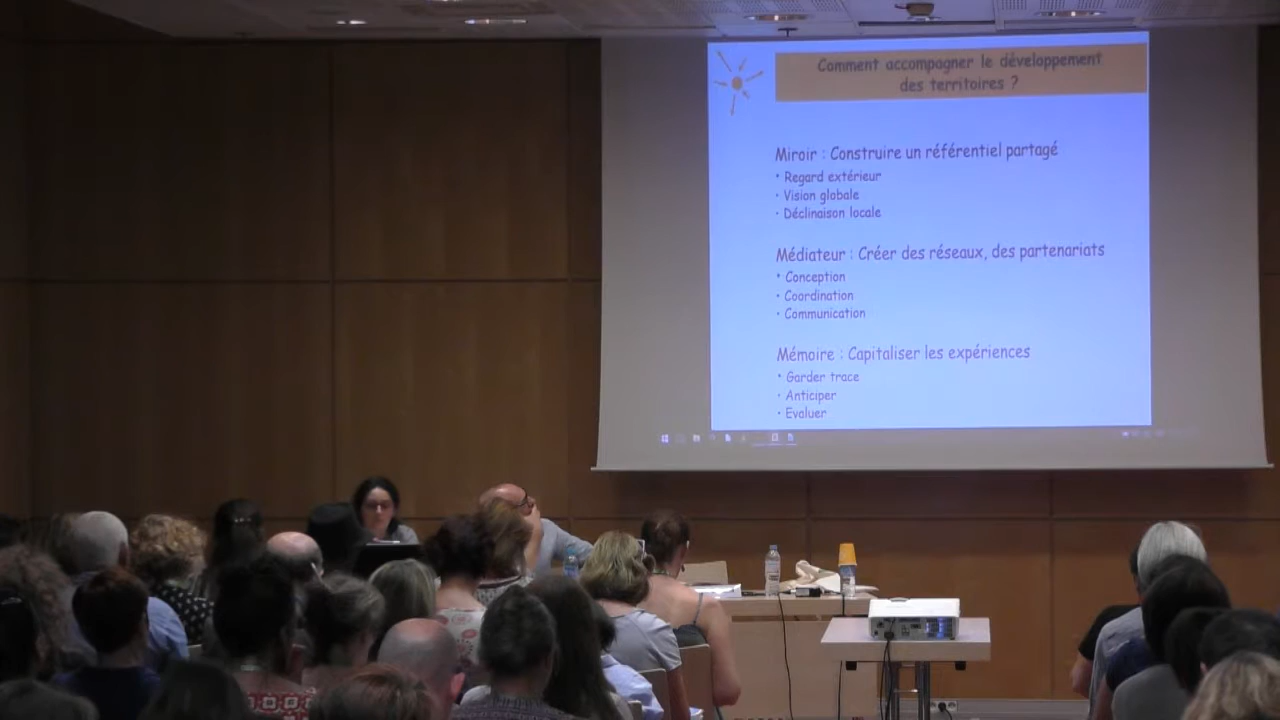 Comment accompagner le développement
des territoires ?
Miroir : Construire un référentiel partagé
• Regard extérieur
• Vision globale
• Déclinaison locale
Médiateur : Créer des réseaux, des partenariats
• Conception
• Coordination
• Communication
Mémoire : Capitaliser les expériences
• Garder trace
• Anticiper
• Evaluer